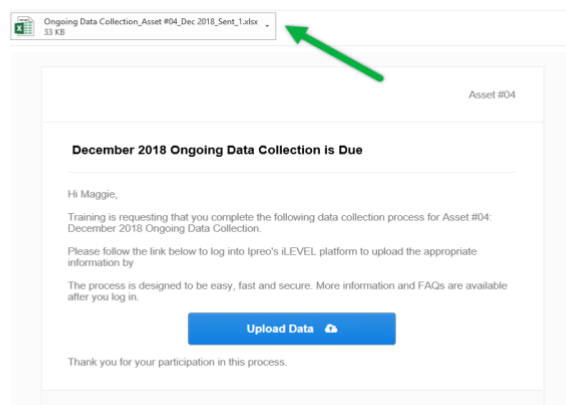 Ongoing Data Collection_Asset #04_Dec 2018_Sent_1.xlsx
33 KB
Asset #04
December 2018 Ongoing Data Collection is Due
Hi Maggie,
Training is requesting that you complete the following data collection process for Asset #04:
December 2018 Ongoing Data Collection.
Please follow the link below to log into Ipreo's iLEVEL platform to upload the appropriate
information by
The process is designed to be easy, fast and secure. More information and FAQs are available
after you log in.
Upload Data
Thank you for your participation in this process.